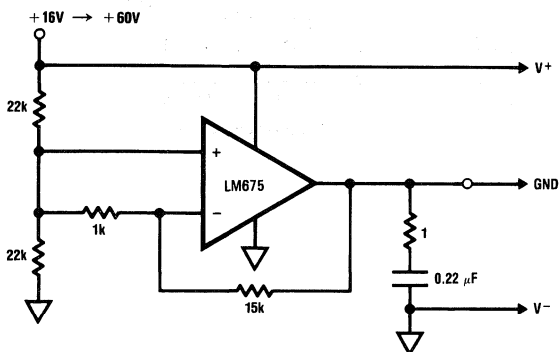 +16V → +60V
V+
22k
+
LM675
GND
−
1k
1
22k
0.22 μF
15k
V−